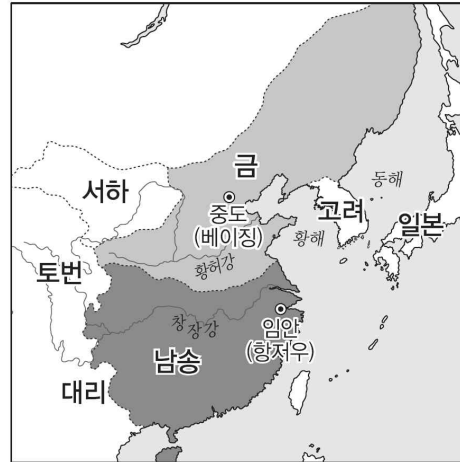 금
서하
중도
(베이징)
고려
동해
일본
황해
토번
황허강
창장강
임안
(항저우)
남송
대리